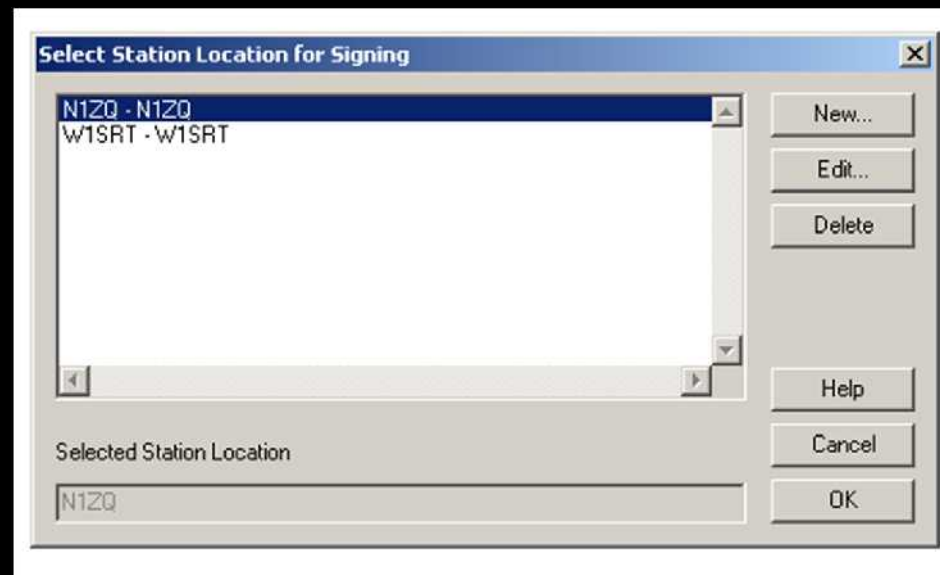 Select Station Location for Signing
N1ZQ - N1ZQ
W1SRT - W1SRT
New...
Edit...
Delete
Help
Cancel
OK
Selected Station Location
N1ZQ